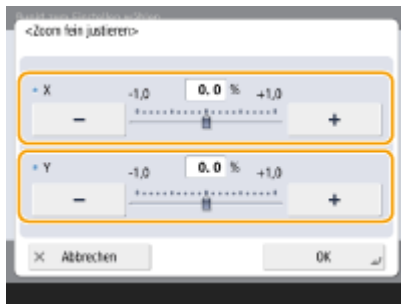 <Zoom fein justieren>
X
-1,0 0.0 % +1,0
− +
Y
-1,0 0.0 % +1,0
− +
× Abbrechen OK